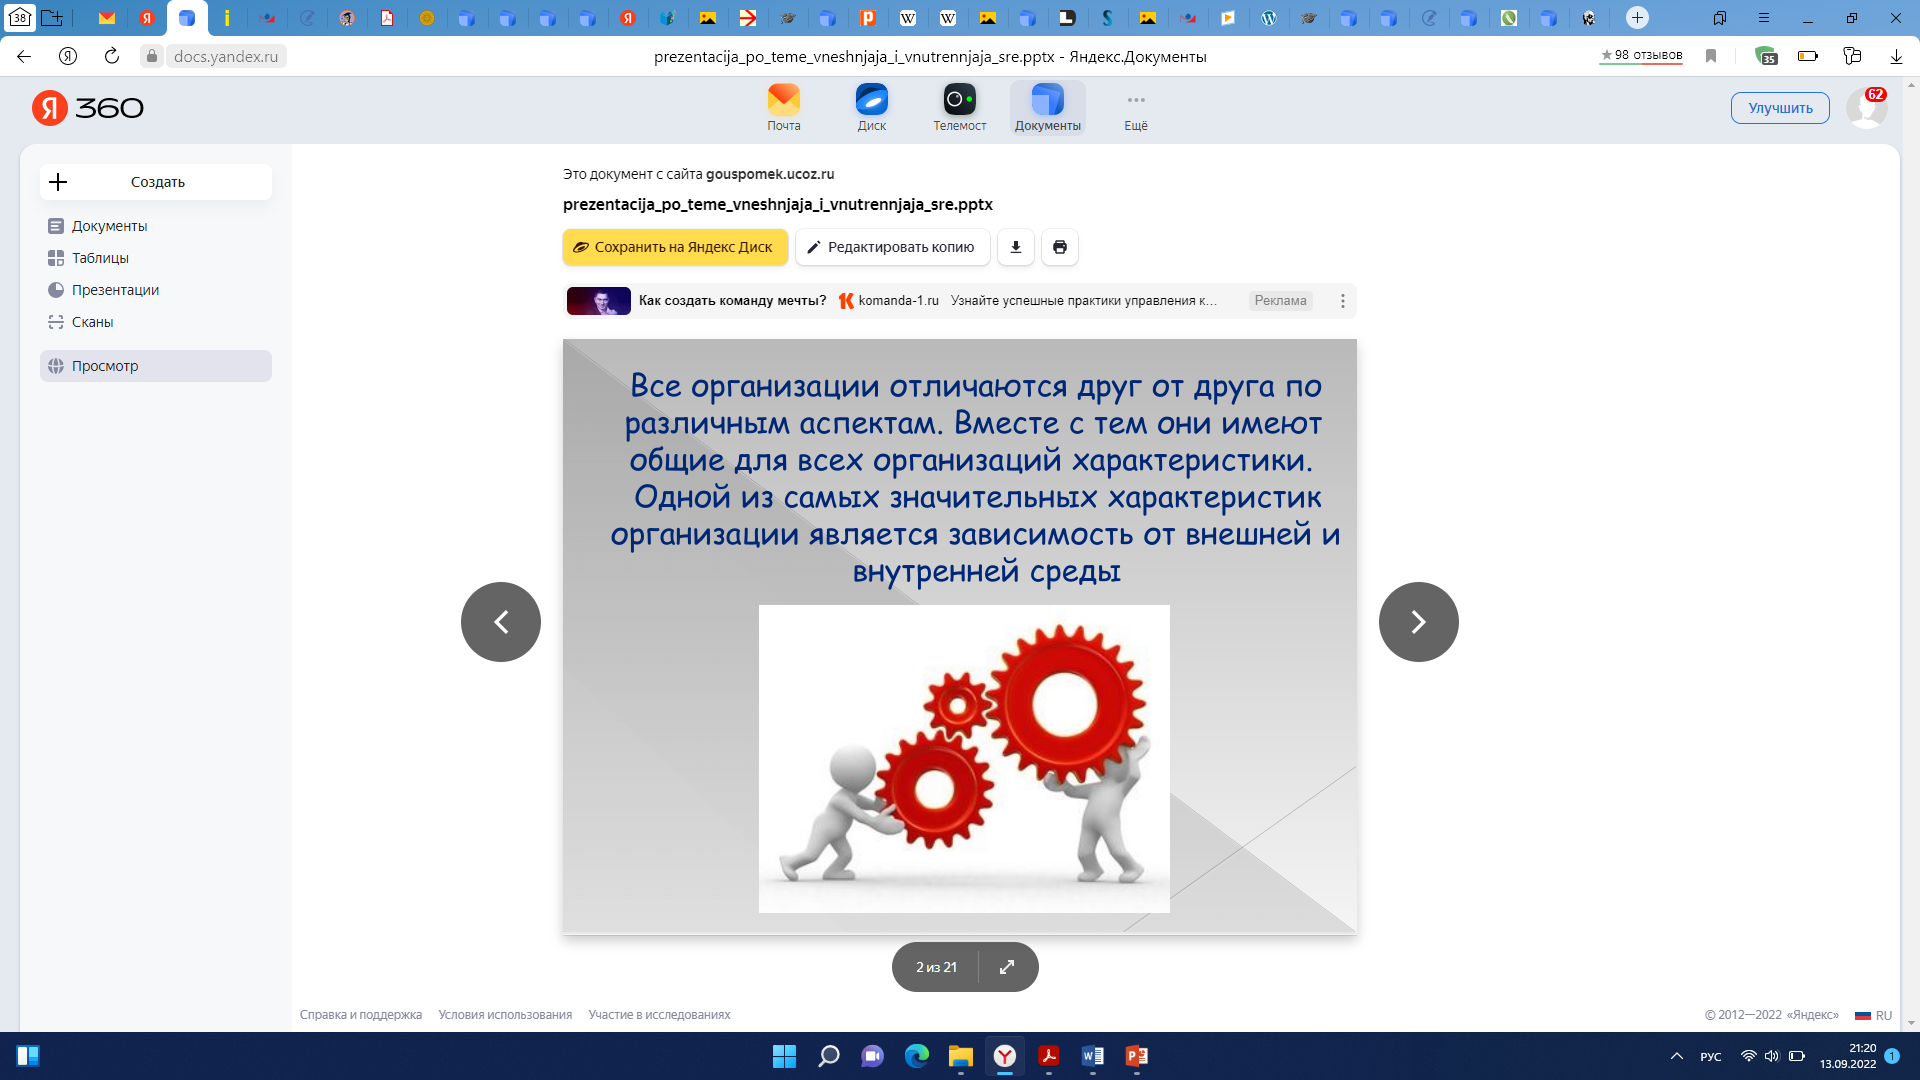 38
docs.yandex.ru
prezentacija_po_teme_vneshnjaja_i_vnutrennjaja_sre.pptx - Яндекс.Документы
★98 отзывов
35
Я 360
Почта
Диск
Телемост
Документы
Ещё
Улучшить
62
Создать
Документы
Таблицы
Презентации
Сканы
Просмотр
Это документ с сайта gouspomek.ucoz.ru
prezentacija_po_teme_vneshnjaja_i_vnutrennjaja_sre.pptx
Сохранить на Яндекс Диск
Редактировать копию
Как создать команду мечты? komanda-1.ru Узнайте успешные практики управления к... Реклама
Все организации отличаются друг от друга по
различным аспектам. Вместе с тем они имеют
общие для всех организаций характеристики.
Одной из самых значительных характеристик
организации является зависимость от внешней и
внутренней среды
2 из 21
Справка и поддержка Условия использования Участие в исследованиях
© 2012—2022 «Яндекс»
RU
РУС
21:20
13.09.2022
1